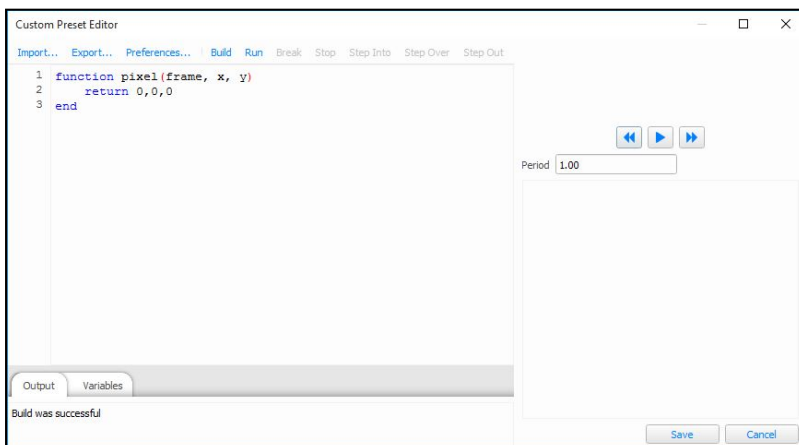 Custom Preset Editor
Import... Export... Preferences... Build Run Break Stop Step Into Step Over Step Out
1 function pixel(frame, x, y)
2 return 0,0,0
3 end
Period 1.00
Output Variables
Build was successful
Save Cancel